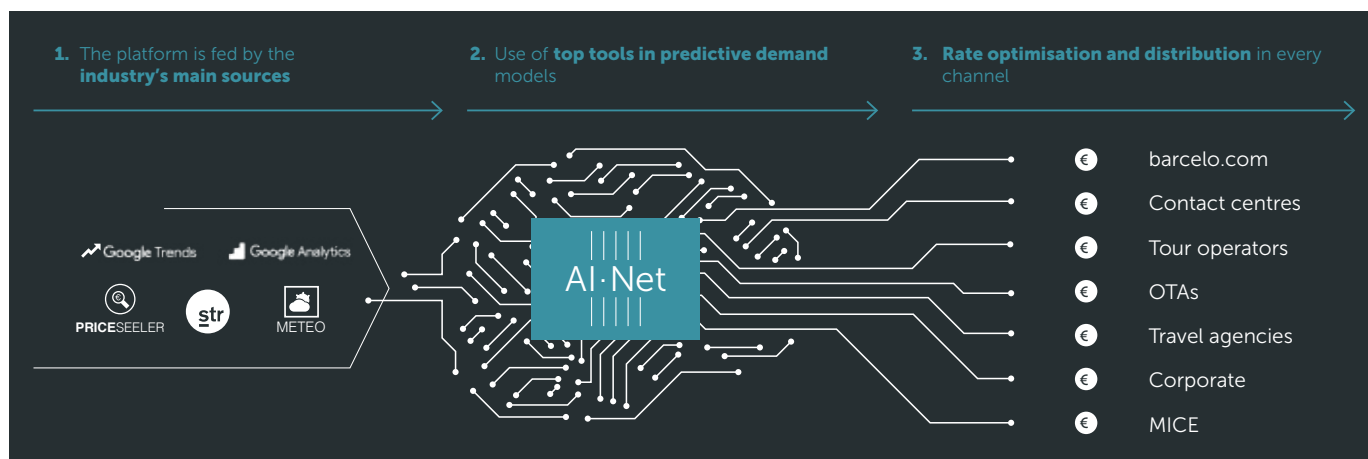 1. The platform is fed by the
industry's main sources
2. Use of top tools in predictive demand
models
3. Rate optimisation and distribution in every
channel
Google Trends
Google Analytics
€
PRICESEELER
str
METEO
AI·Net
€ barcelo.com
€ Contact centres
€ Tour operators
€ OTAs
€ Travel agencies
€ Corporate
€ MICE